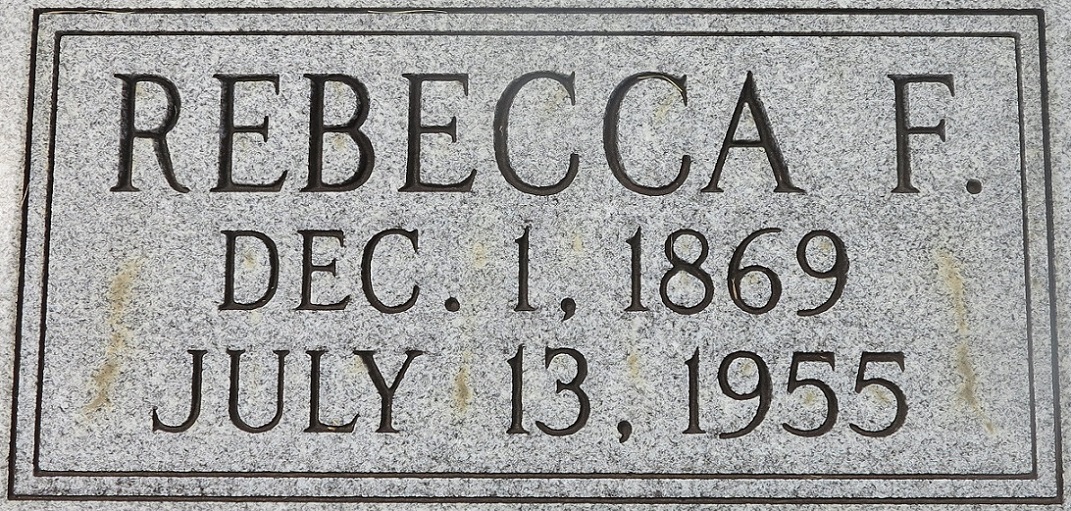 REBECCA F.
DEC. 1, 1869
JULY 13, 1955